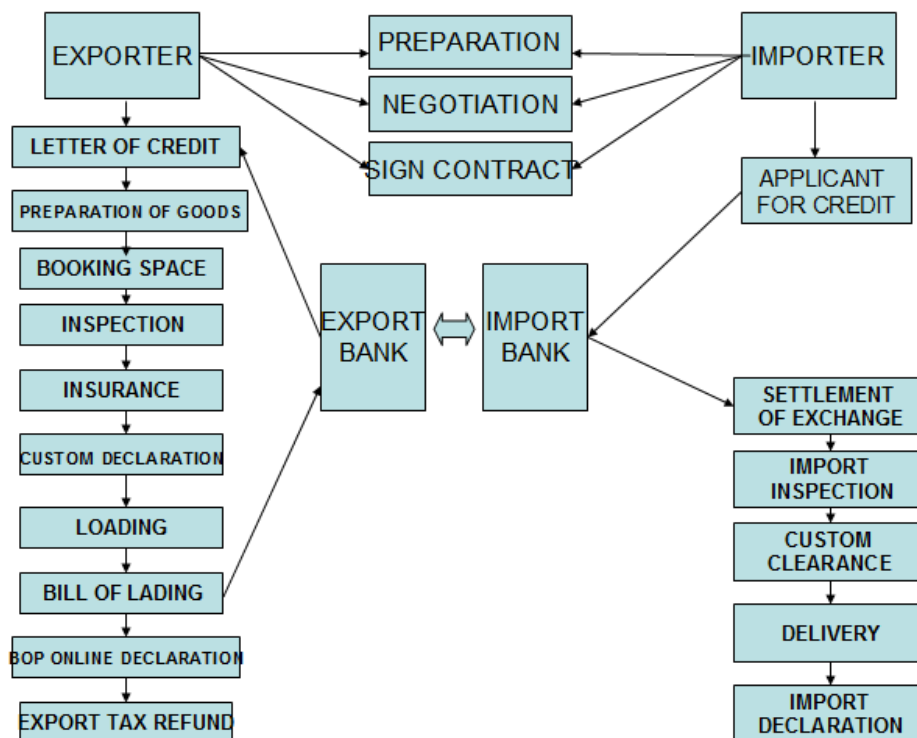 EXPORTER
PREPARATION
IMPORTER
NEGOTIATION
LETTER OF CREDIT
SIGN CONTRACT
APPLICANT
FOR CREDIT
PREPARATION OF GOODS
BOOKING SPACE
INSPECTION
EXPORT
BANK
IMPORT
BANK
INSURANCE
CUSTOM DECLARATION
LOADING
BILL OF LADING
BOP ONLINE DECLARATION
EXPORT TAX REFUND
SETTLEMENT
OF EXCHANGE
IMPORT
INSPECTION
CUSTOM
CLEARANCE
DELIVERY
IMPORT
DECLARATION